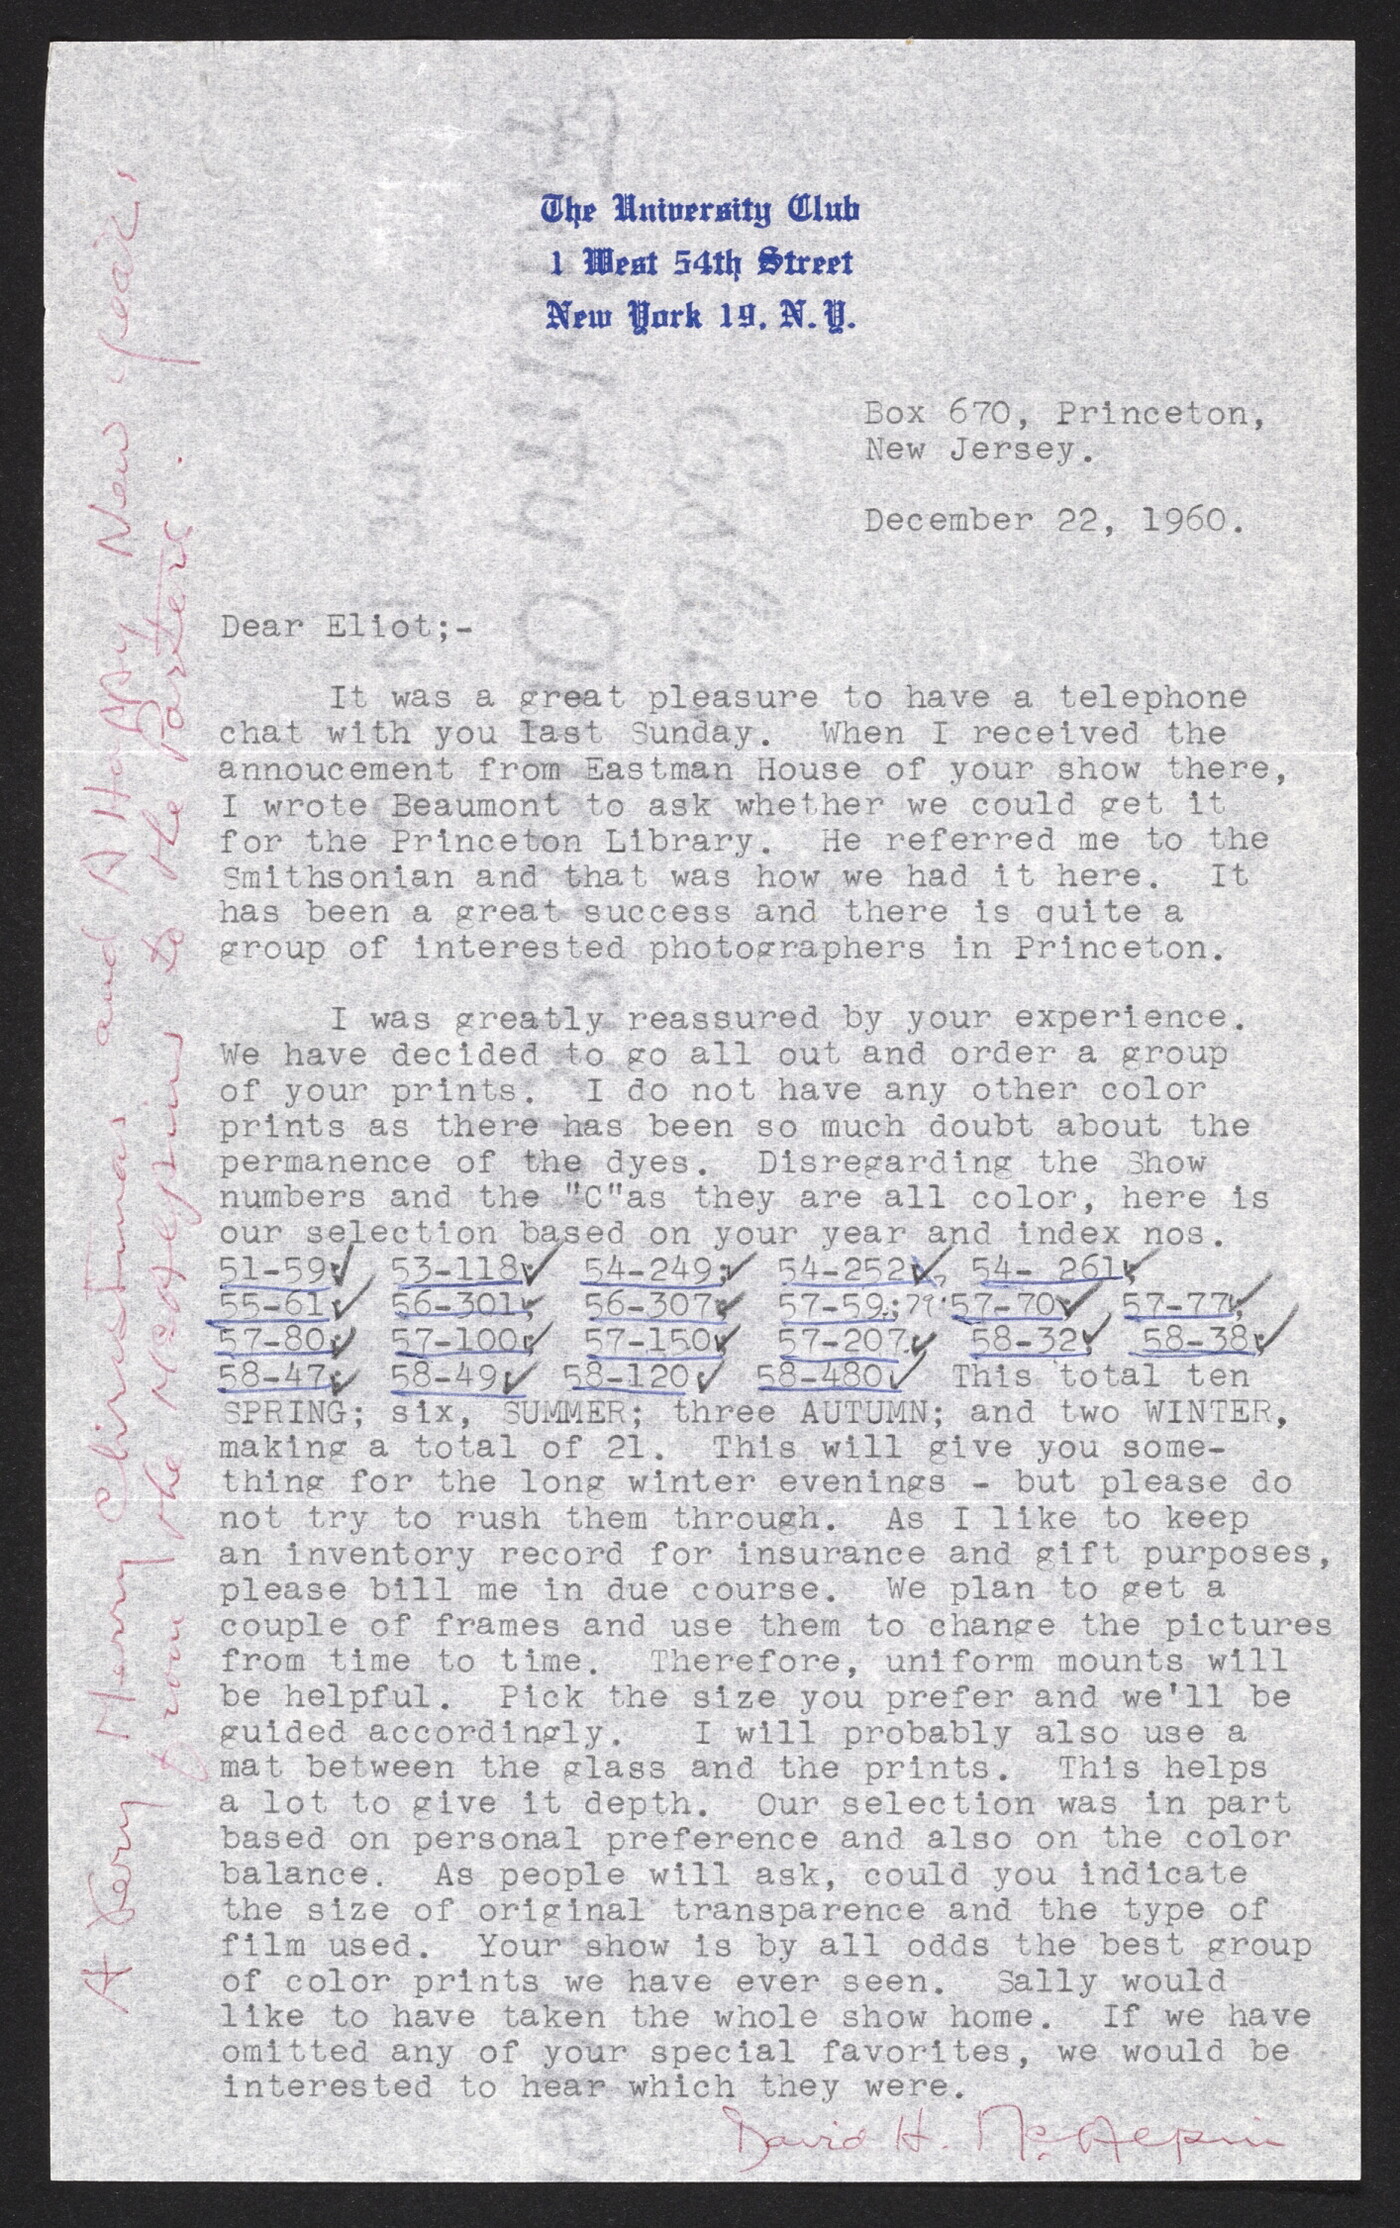 The University Club
1 West 54th Street
New York 19, N.Y.
Box 670, Princeton,
New Jersey.
December 22, 1960.
Dear Eliot;-
It was a great pleasure to have a telephone
chat with you last Sunday. When I received the
annoucement from Eastman House of your show there,
I wrote Beaumont to ask whether we could get it
for the Princeton Library. He referred me to the
Smithsonian and that was how we had it here. It
has been a great success and there is quite a
group of interested photographers in Princeton.
I was greatly reassured by your experience.
We have decided to go all out and order a group
of your prints. I do not have any other color
prints as there has been so much doubt about the
permanence of the dyes. Disregarding the Show
numbers and the "C"as they are all color, here is
our selection based on your year and index nos.
51-59; 53-118; 54-249; 54-252; 54- 261;
55-61; 56-301; 56-307; 57-59; 79? 57-70; 57-77;
57-80; 57-100; 57-150; 57-207; 58-32; 58-38;
58-47; 58-49; 58-120; 58-480; This total ten
SPRING; six, SUMMER; three AUTUMN; and two WINTER,
making a total of 21. This will give you some-
thing for the long winter evenings - but please do
not try to rush them through. As I like to keep
an inventory record for insurance and gift purposes,
please bill me in due course. We plan to get a
couple of frames and use them to change the pictures
from time to time. Therefore, uniform mounts will
be helpful. Pick the size you prefer and we'll be
guided accordingly. I will probably also use a
mat between the glass and the prints. This helps
a lot to give it depth. Our selection was in part
based on personal preference and also on the color
balance. As people will ask, could you indicate
the size of original transparence and the type of
film used. Your show is by all odds the best group
of color prints we have ever seen. Sally would
like to have taken the whole show home. If we have
omitted any of your special favorites, we would be
interested to hear which they were.
David H. McAlpin
A Very Merry Christmas and A Happy New Year,
from the McAlpins to the Porters.